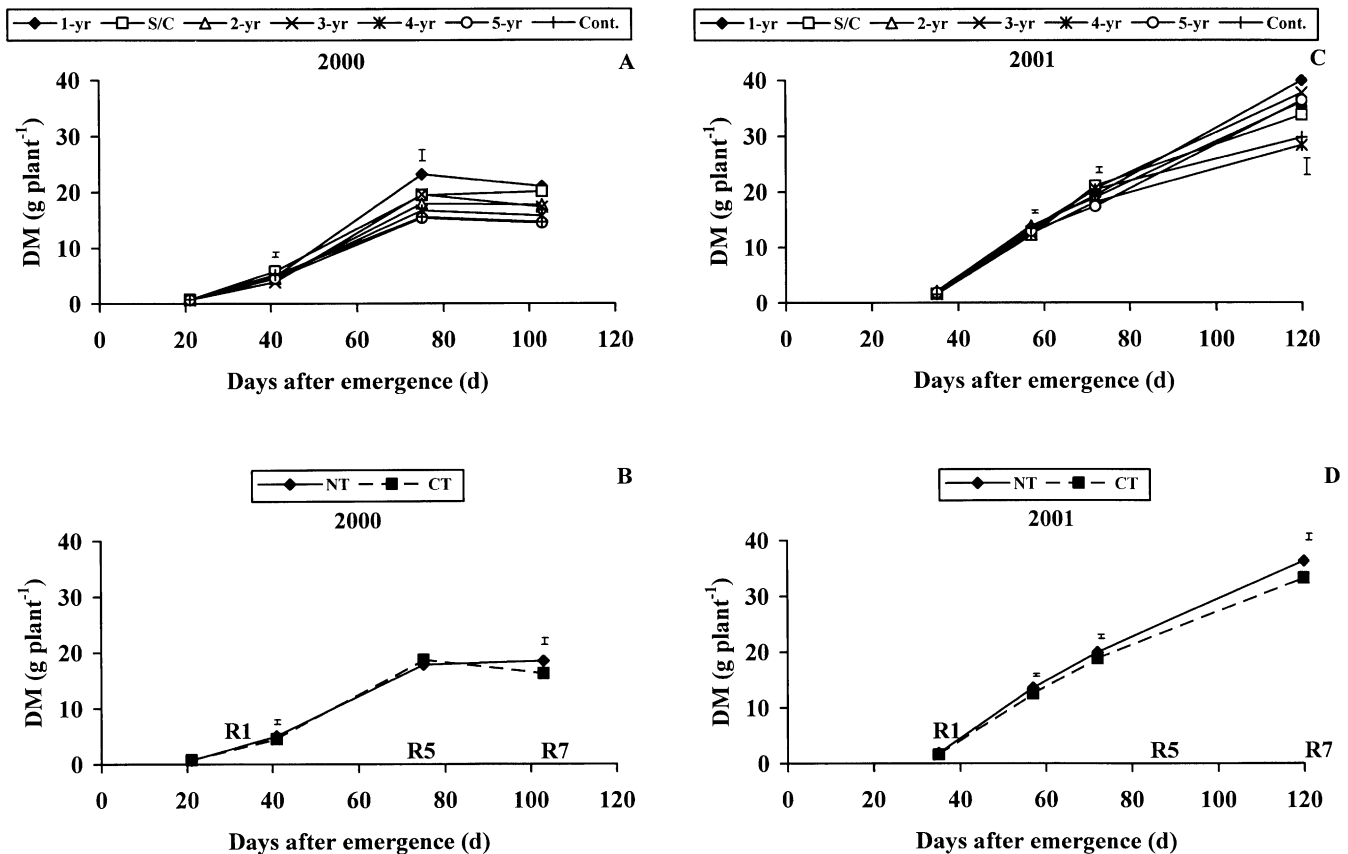 1-yr S/C 2-yr 3-yr 4-yr 5-yr Cont.
2000 A
DM (g plant-1)
40
30
20
10
0
0 20 40 60 80 100 120
Days after emergence (d)
1-yr S/C 2-yr 3-yr 4-yr 5-yr Cont.
2001 C
DM (g plant-1)
40
30
20
10
0
0 20 40 60 80 100 120
Days after emergence (d)
NT CT B
2000
DM (g plant-1)
40
30
20
10
0
R1 R5 R7
0 20 40 60 80 100 120
Days after emergence (d)
NT CT D
2001
DM (g plant-1)
40
30
20
10
0
R1 R5 R7
0 20 40 60 80 100 120
Days after emergence (d)